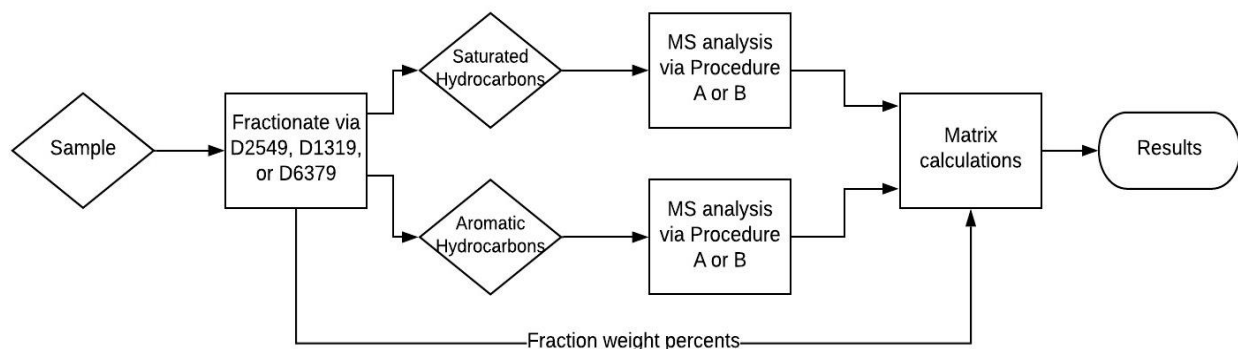 Sample
Fractionate via
D2549, D1319,
or D6379
Saturated
Hydrocarbons
MS analysis
via Procedure
A or B
Aromatic
Hydrocarbons
MS analysis
via Procedure
A or B
Matrix
calculations
Results
Fraction weight percents